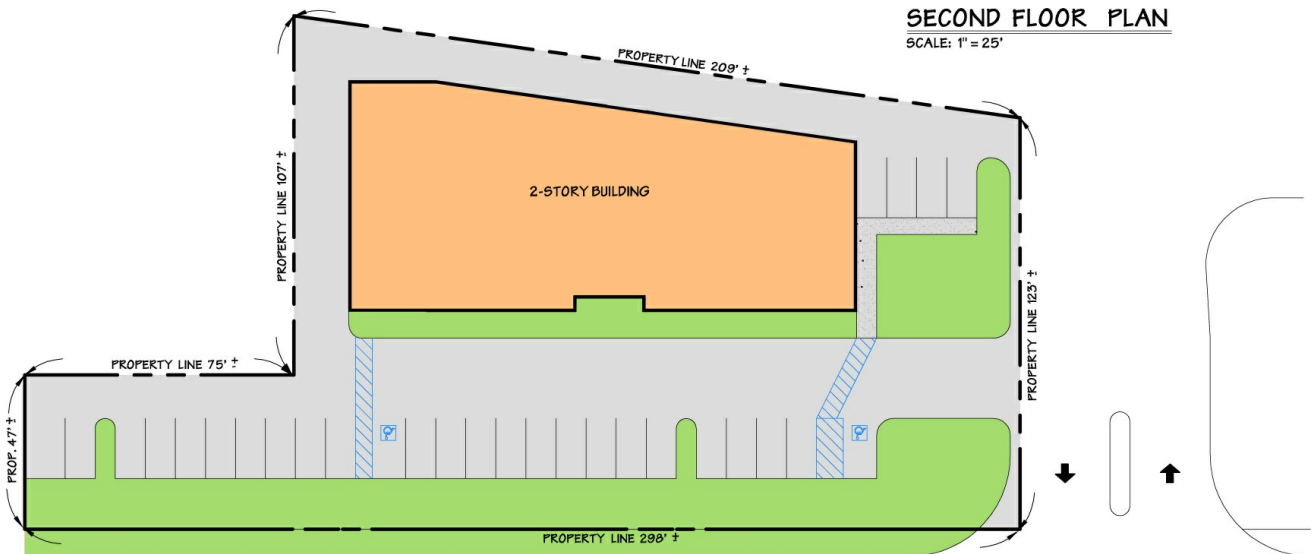 SECOND FLOOR PLAN
SCALE: 1" = 25'
PROPERTY LINE 209' ±
PROPERTY LINE 107' ±
2-STORY BUILDING
PROPERTY LINE 123' ±
PROPERTY LINE 75' ±
PROP. 47' ±
PROPERTY LINE 298' ±